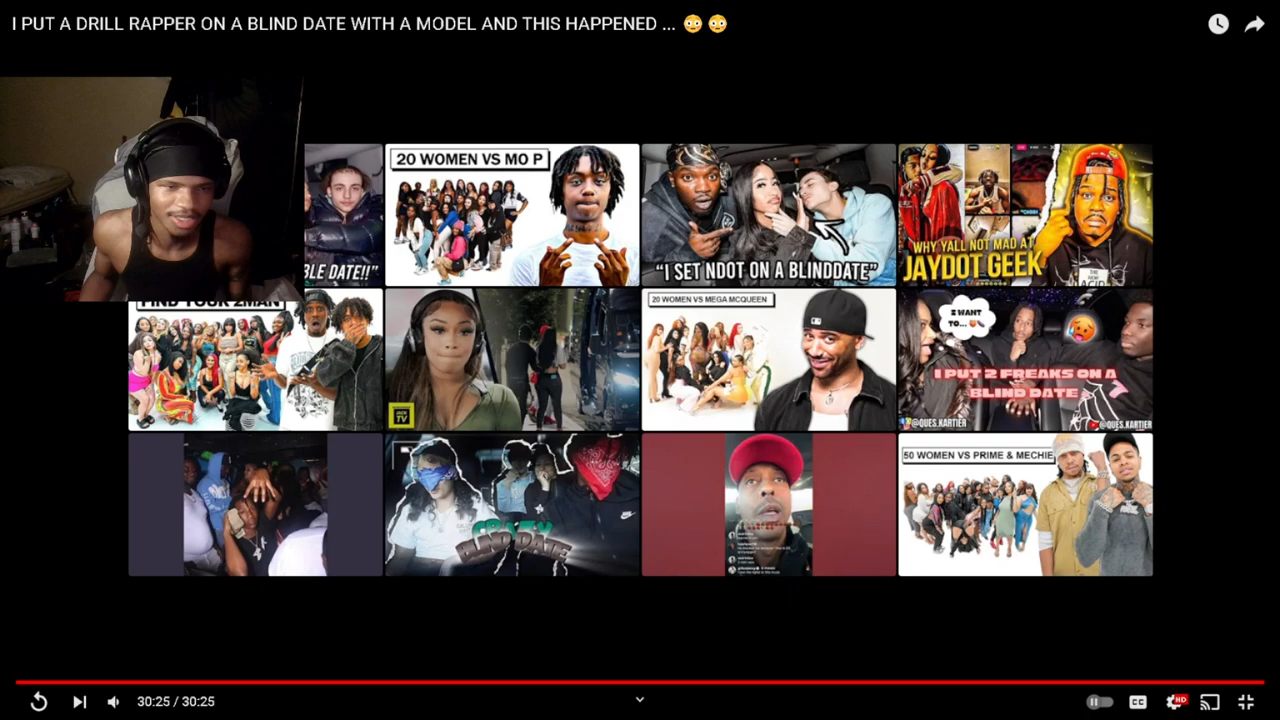 I PUT A DRILL RAPPER ON A BLIND DATE WITH A MODEL AND THIS HAPPENED ... 😳 😳
BLE DATE!!”
20 WOMEN VS MO P
“I SET NDOT ON A BLINDDATE”
WHY YALL NOT MAD AT
JAYDOT GEEK
FIND YOUR 2MAN
20 WOMEN VS MEGA MCQUEEN
I WANT
TO...
I PUT 2 FREAKS ON A
BLIND DATE
@QUES.KARTIER
@QUES.KARTIER
CRAZY
BLIND DATE
50 WOMEN VS PRIME & MECHIE
30:25 / 30:25
CC
HD